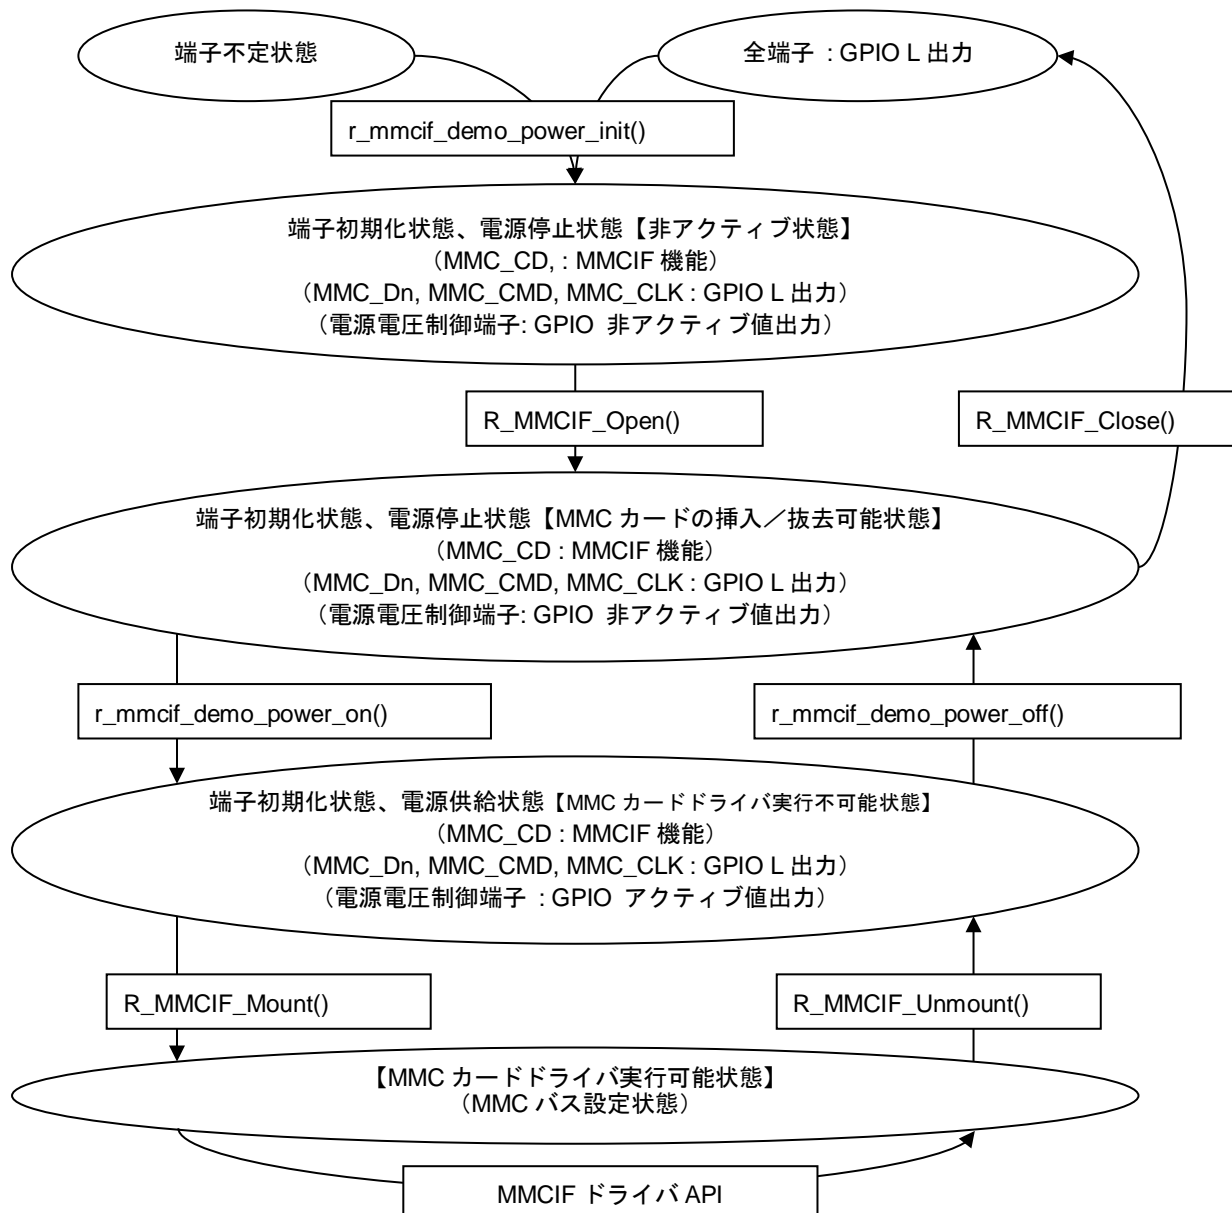 端子不定状態
全端子 : GPIO L 出力
r_mmcif_demo_power_init()
端子初期化状態、電源停止状態【非アクティブ状態】
（MMC_CD, : MMCIF 機能）
（MMC_Dn, MMC_CMD, MMC_CLK : GPIO L 出力）
（電源電圧制御端子: GPIO 非アクティブ値出力）
R_MMCIF_Open()
R_MMCIF_Close()
端子初期化状態、電源停止状態【MMC カードの挿入／抜去可能状態】
（MMC_CD : MMCIF 機能）
（MMC_Dn, MMC_CMD, MMC_CLK : GPIO L 出力）
（電源電圧制御端子: GPIO 非アクティブ値出力）
r_mmcif_demo_power_on()
r_mmcif_demo_power_off()
端子初期化状態、電源供給状態【MMC カードドライバ実行不可能状態】
（MMC_CD : MMCIF 機能）
（MMC_Dn, MMC_CMD, MMC_CLK : GPIO L 出力）
（電源電圧制御端子 : GPIO アクティブ値出力）
R_MMCIF_Mount()
R_MMCIF_Unmount()
【MMC カードドライバ実行可能状態】
（MMC バス設定状態）
MMCIF ドライバ API